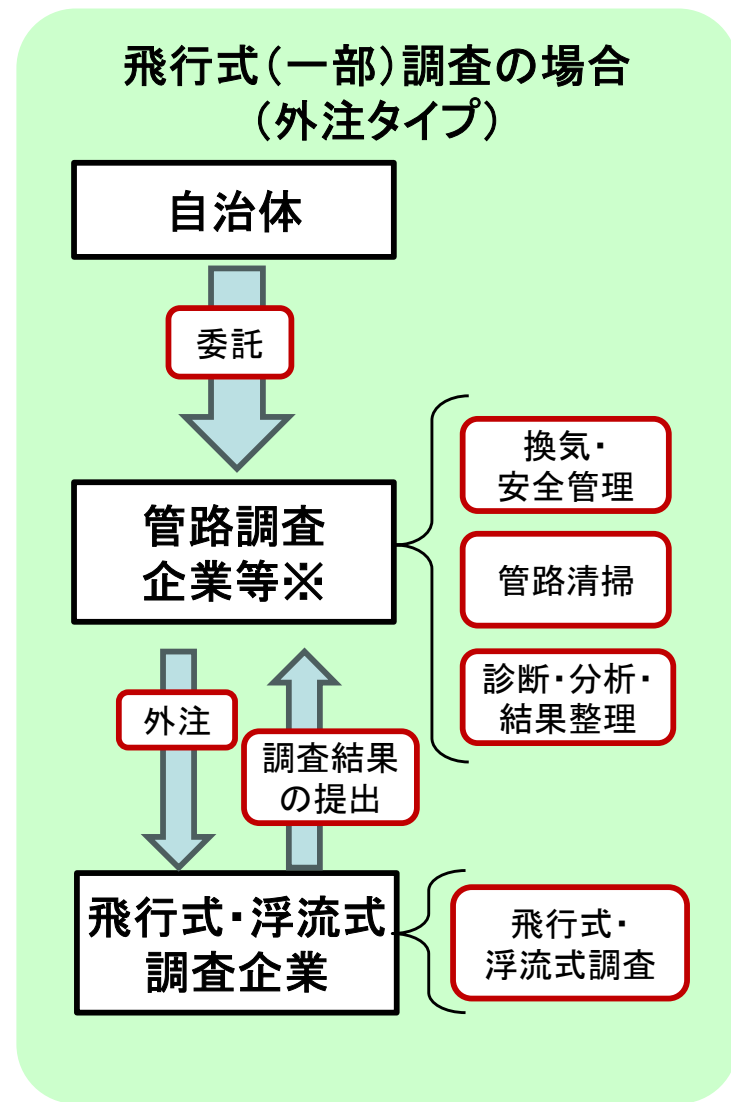 飛行式(一部)調査の場合
(外注タイプ)
自治体
委託
管路調査
企業等※
換気・
安全管理
管路清掃
診断・分析・
結果整理
外注
調査結果
の提出
飛行式・浮流式
調査企業
飛行式・
浮流式調査